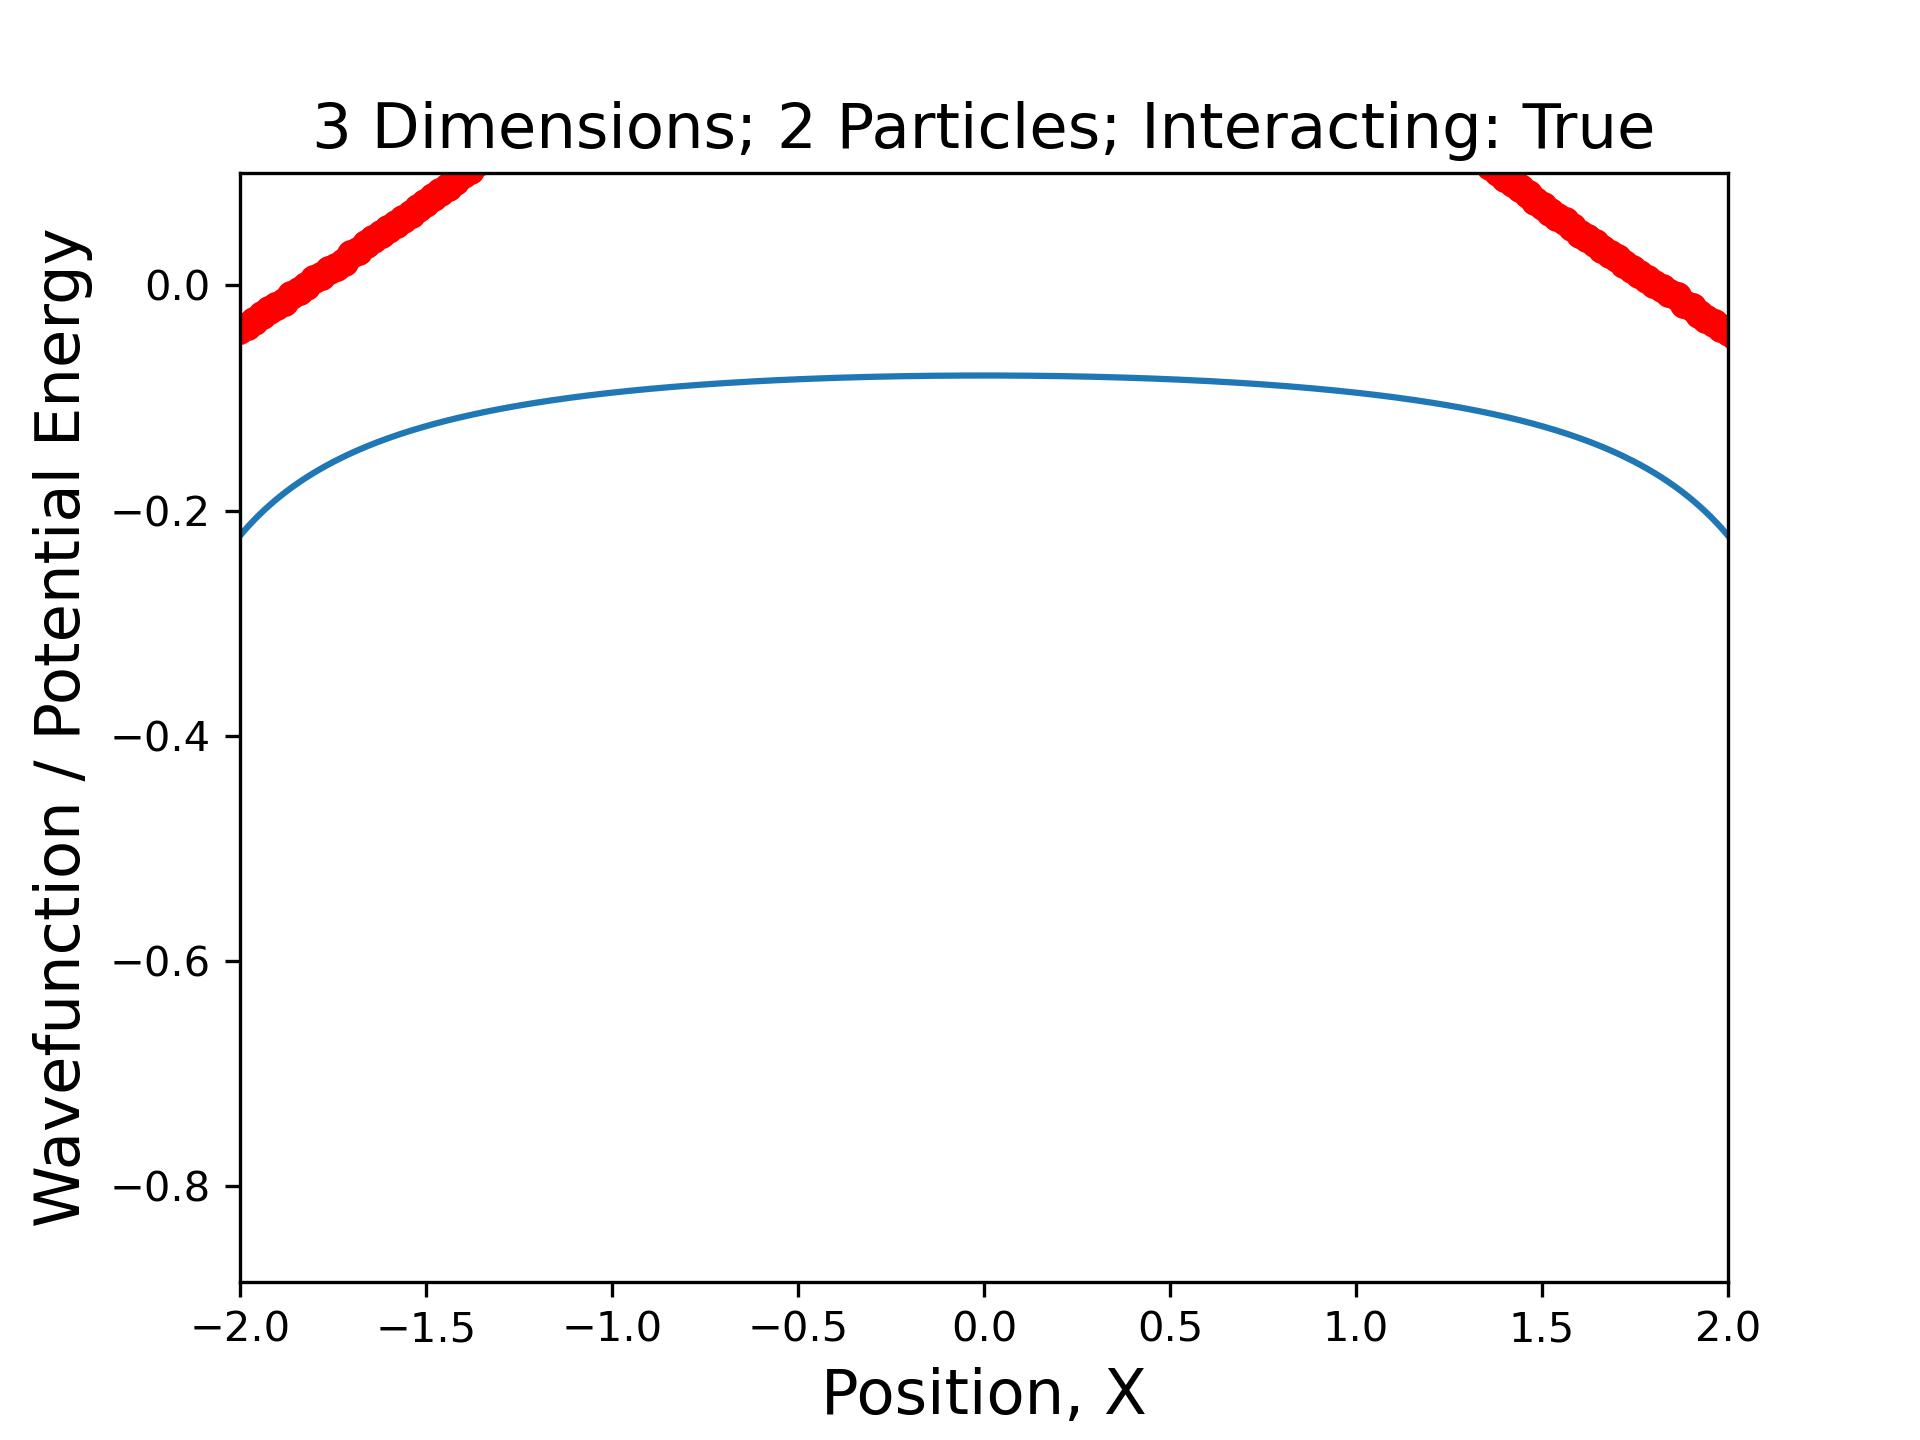 3 Dimensions; 2 Particles; Interacting: True
Wavefunction / Potential Energy
0.0
−0.2
−0.4
−0.6
−0.8
−2.0 −1.5 −1.0 −0.5 0.0 0.5 1.0 1.5 2.0
Position, X